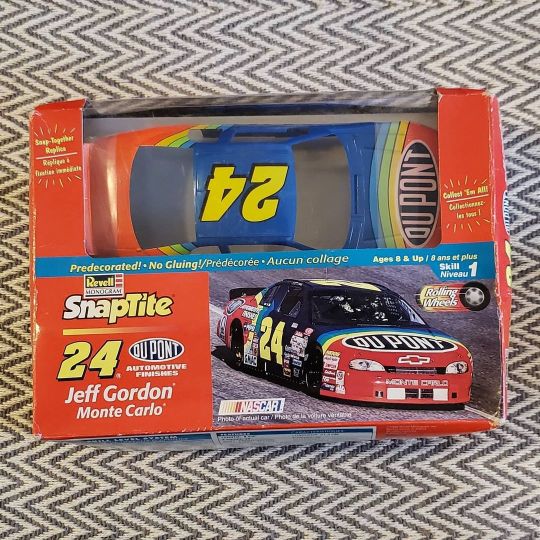 Snap-Together
Replica
Réplique à
fixation immédiate
24
DU PONT
Collect 'Em All!
Collectionnez-
les tous!
Predecorated! • No Gluing!/Prédécorée • Aucun collage
Ages 8 & Up / 8 ans et plus
Skill
Niveau 1
Revell
MONOGRAM
SnapTite
Rolling
Wheels
24
DU PONT
AUTOMOTIVE
FINISHES
Jeff Gordon
Monte Carlo
24
DU PONT
MONTE CARLO
NASCAR
Photo of actual car / Photo de la voiture véritable